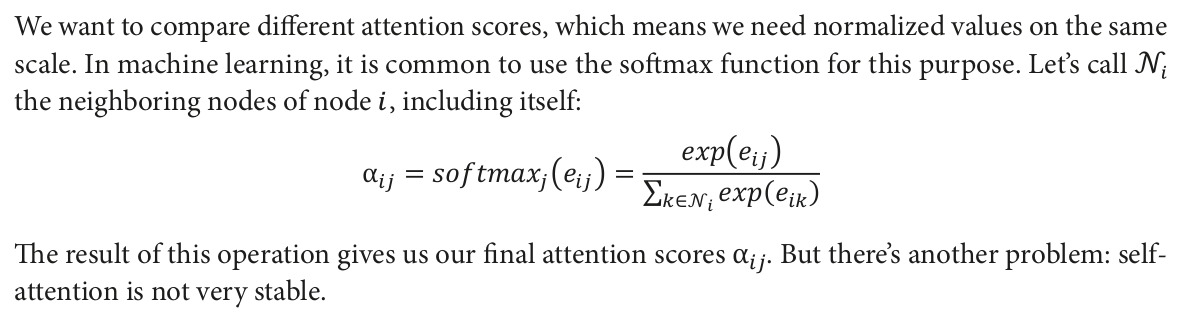 We want to compare different attention scores, which means we need normalized values on the same
scale. In machine learning, it is common to use the softmax function for this purpose. Let’s call 𝒩ᵢ
the neighboring nodes of node i, including itself:
αᵢⱼ = softmaxⱼ(eᵢⱼ) = exp(eᵢⱼ) / ∑ₖ∈𝒩ᵢ exp(eᵢₖ)
The result of this operation gives us our final attention scores αᵢⱼ. But there’s another problem: self-
attention is not very stable.